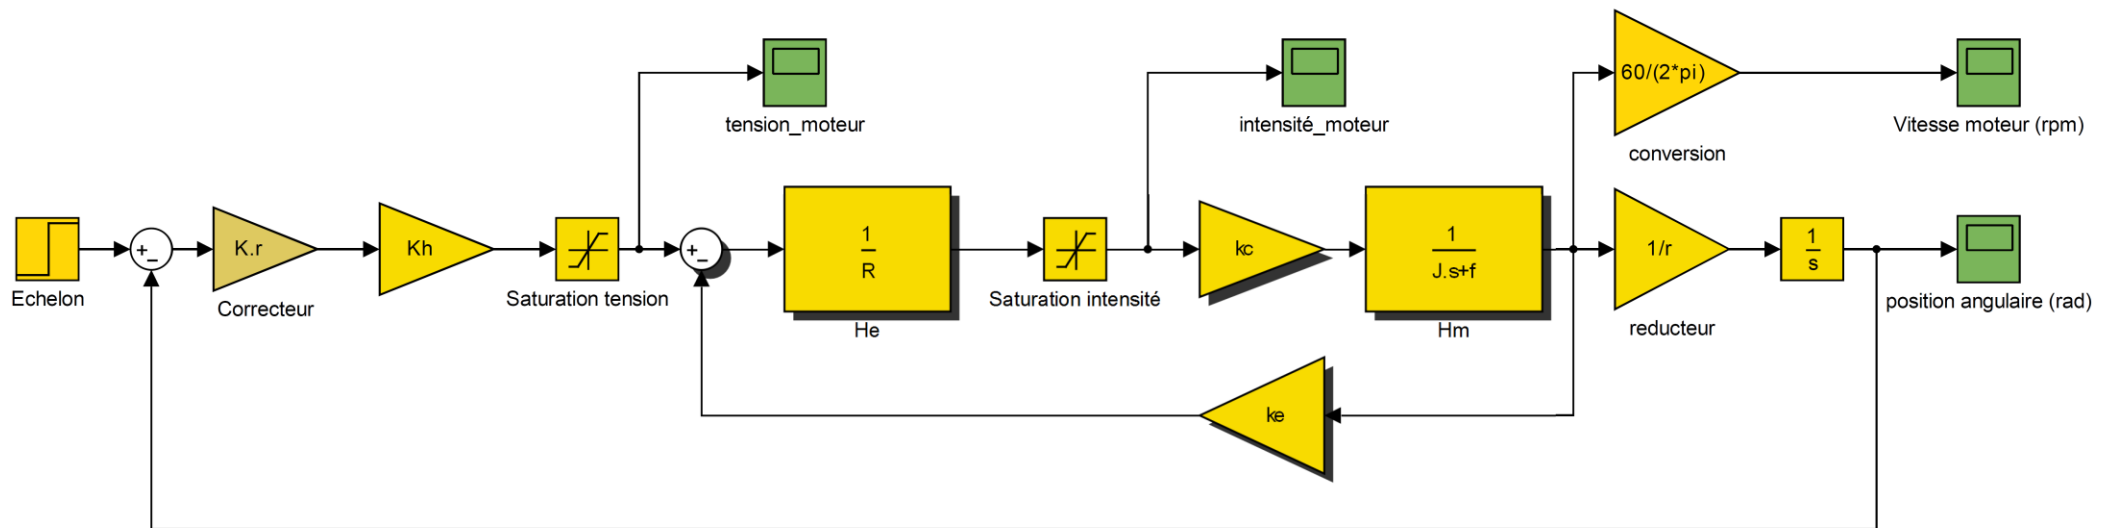 tension_moteur
intensité_moteur
60/(2*pi)
conversion
Vitesse moteur (rpm)
Echelon
+
−
K.r
Correcteur
Kh
Saturation tension
+
−
1
R
He
Saturation intensité
kc
1
J.s+f
Hm
1/r
reducteur
1
s
position angulaire (rad)
ke